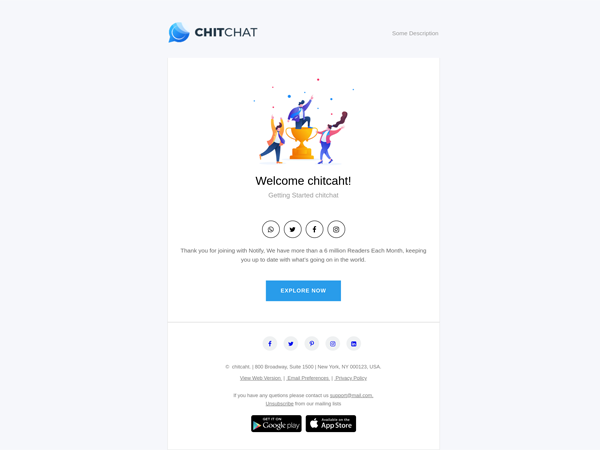 CHITCHAT
Some Description
Welcome chitcaht!
Getting Started chitchat
Thank you for joining with Notify, We have more than a 6 million Readers Each Month, keeping
you up to date with what's going on in the world.
EXPLORE NOW
© chitcaht. | 800 Broadway, Suite 1500 | New York, NY 000123, USA.
View Web Version | Email Preferences | Privacy Policy
If you have any quetions please contact us support@mail.com.
Unsubscribe from our mailing lists.
GET IT ON
Google play
Available on the
App Store